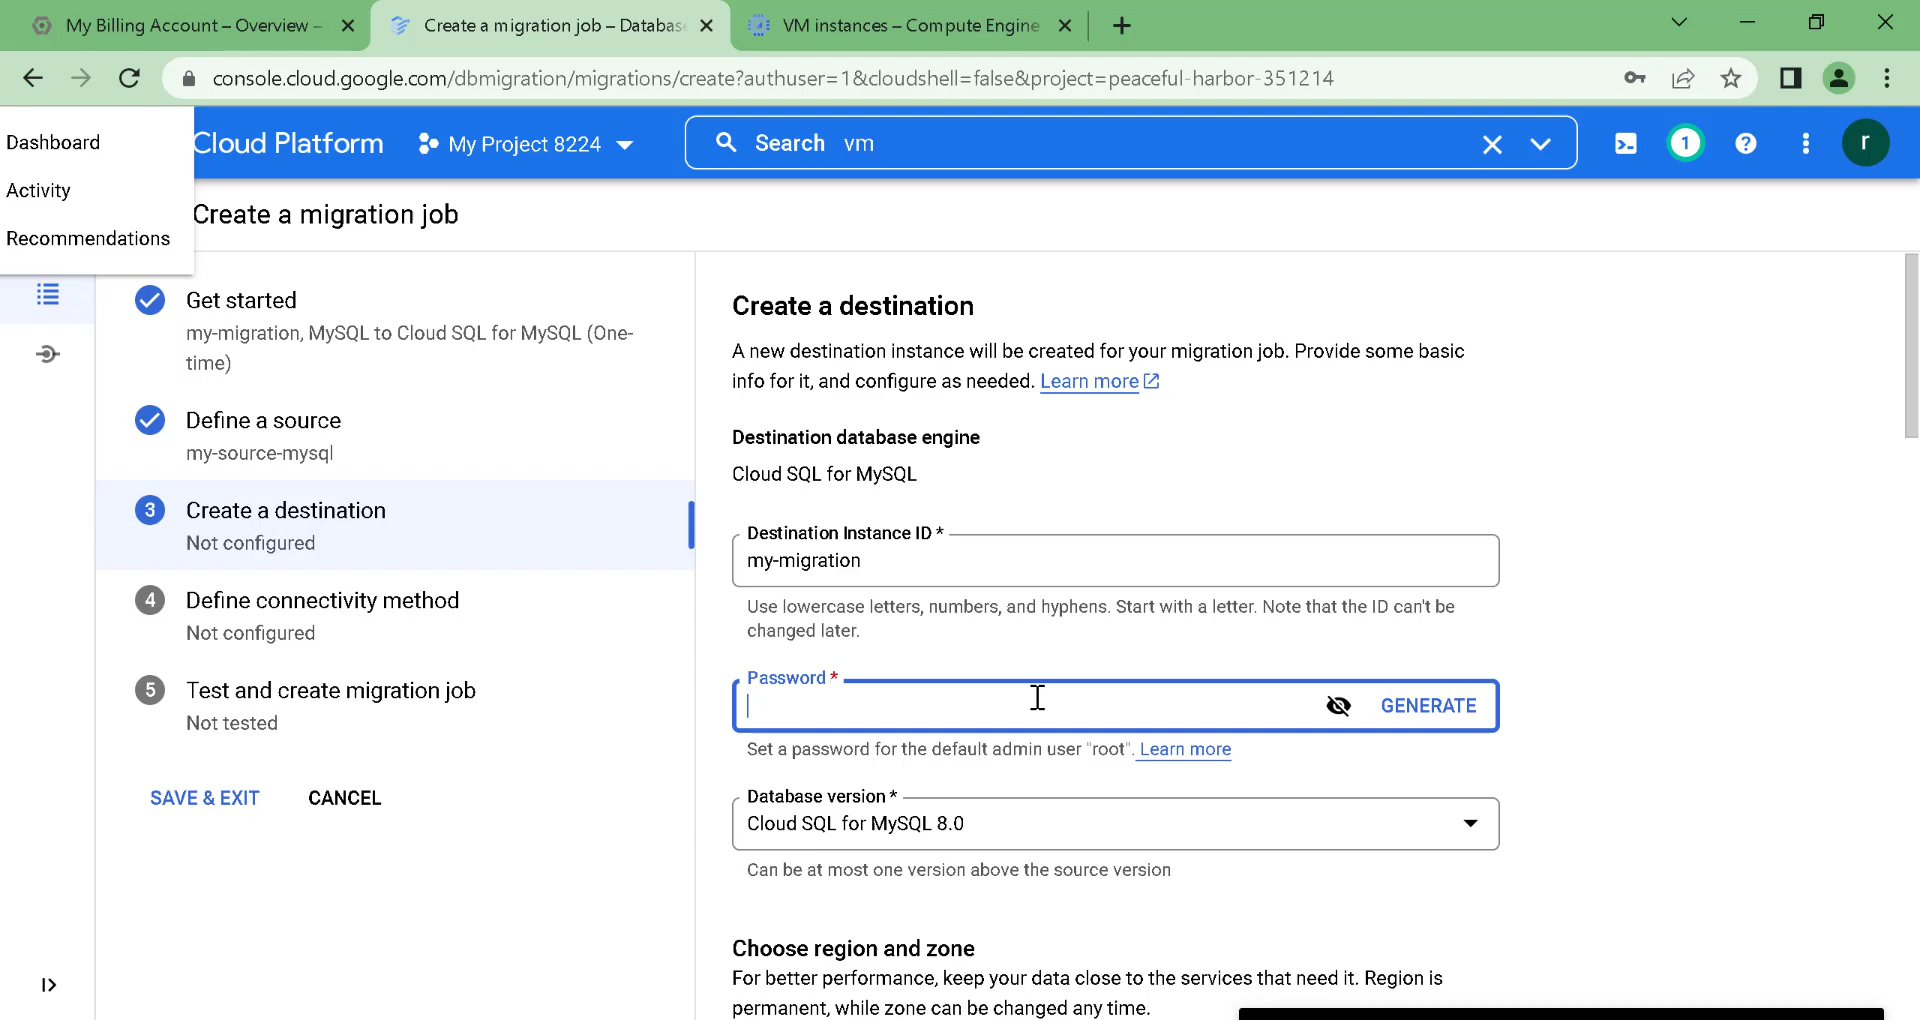 My Billing Account – Overview –
Create a migration job – Database
VM instances – Compute Engine
console.cloud.google.com/dbmigration/migrations/create?authuser=1&cloudshell=false&project=peaceful-harbor-351214
Dashboard
Activity
Recommendations
Cloud Platform
My Project 8224
Search vm
1
r
Create a migration job
Get started
my-migration, MySQL to Cloud SQL for MySQL (One-
time)
Define a source
my-source-mysql
3 Create a destination
Not configured
4 Define connectivity method
Not configured
5 Test and create migration job
Not tested
SAVE & EXIT CANCEL
Create a destination
A new destination instance will be created for your migration job. Provide some basic
info for it, and configure as needed. Learn more
Destination database engine
Cloud SQL for MySQL
Destination Instance ID *
my-migration
Use lowercase letters, numbers, and hyphens. Start with a letter. Note that the ID can't be
changed later.
Password *
GENERATE
Set a password for the default admin user "root". Learn more
Database version *
Cloud SQL for MySQL 8.0
Can be at most one version above the source version
Choose region and zone
For better performance, keep your data close to the services that need it. Region is
permanent, while zone can be changed any time.